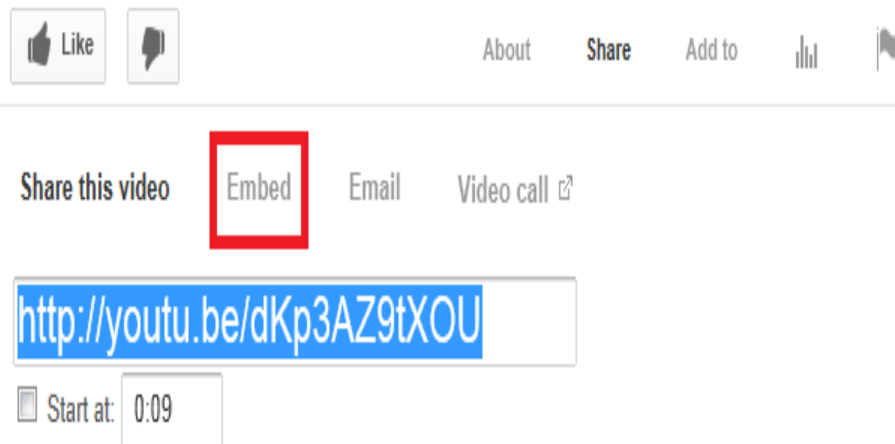 Like About Share Add to
Share this video Embed Email Video call
http://youtu.be/dKp3AZ9tXOU
Start at: 0:09